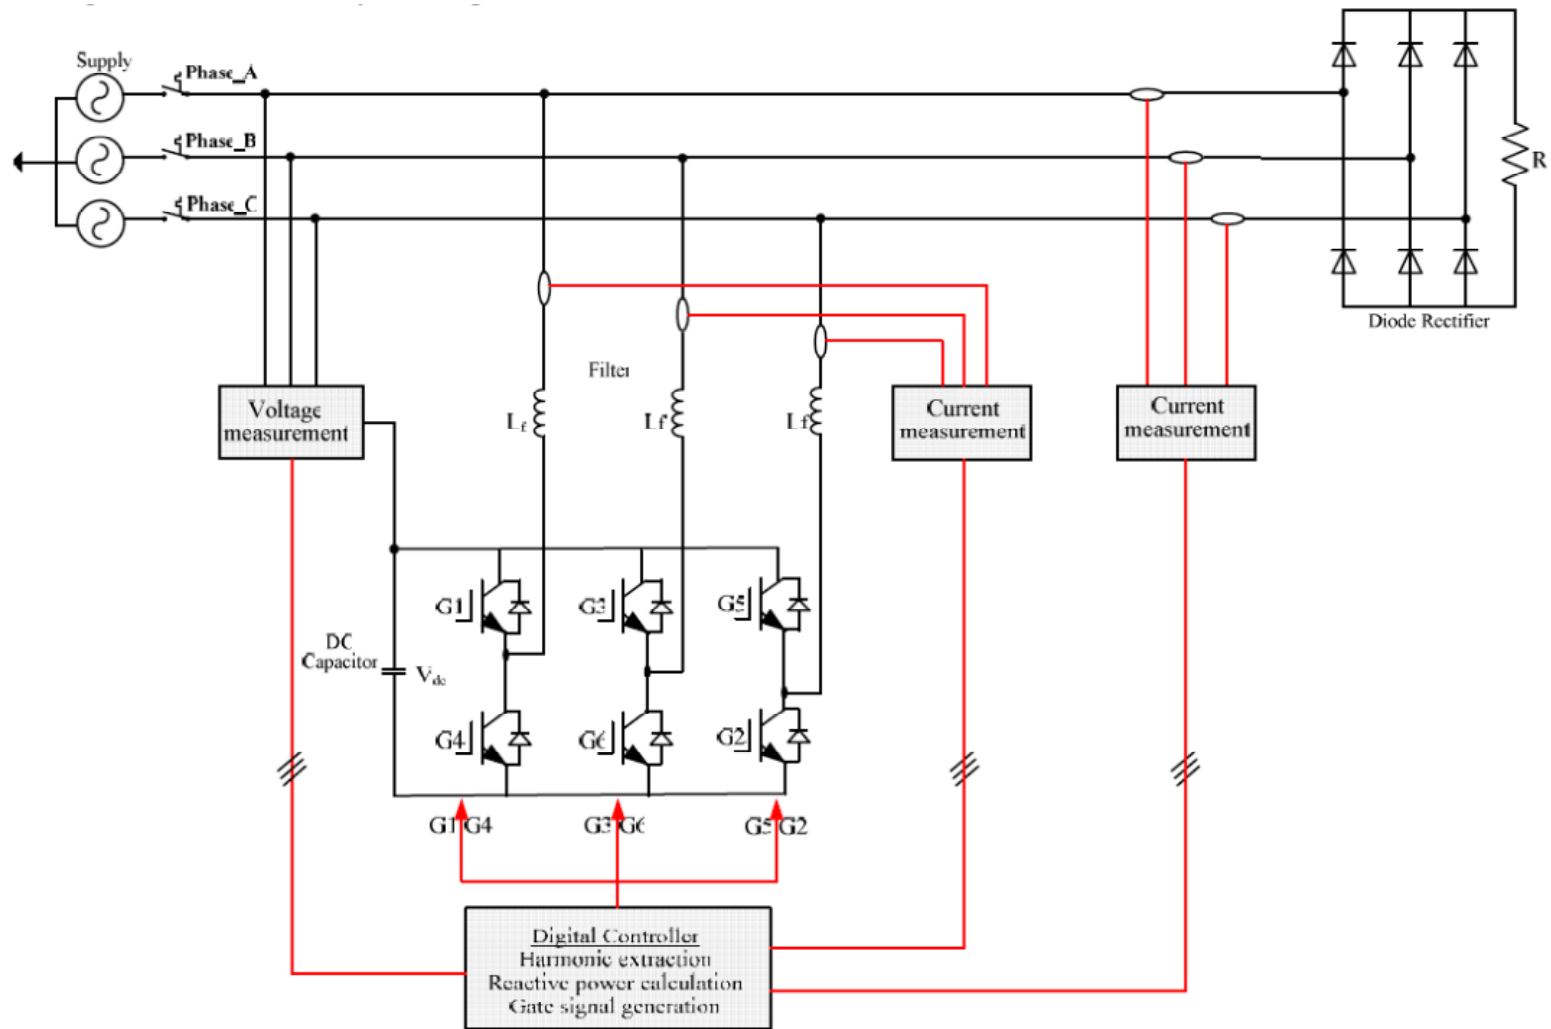 Supply
Phase_A
Phase_B
Phase_C
R
Diode Rectifier
Filter
Voltage
measurement
Lf
Lf
Lf
Current
measurement
Current
measurement
G1
G3
G5
DC
Capacitor
Vdc
G4
G6
G2
G1 G4
G3 G6
G5 G2
Digital Controller
Harmonic extraction
Reactive power calculation
Gate signal generation